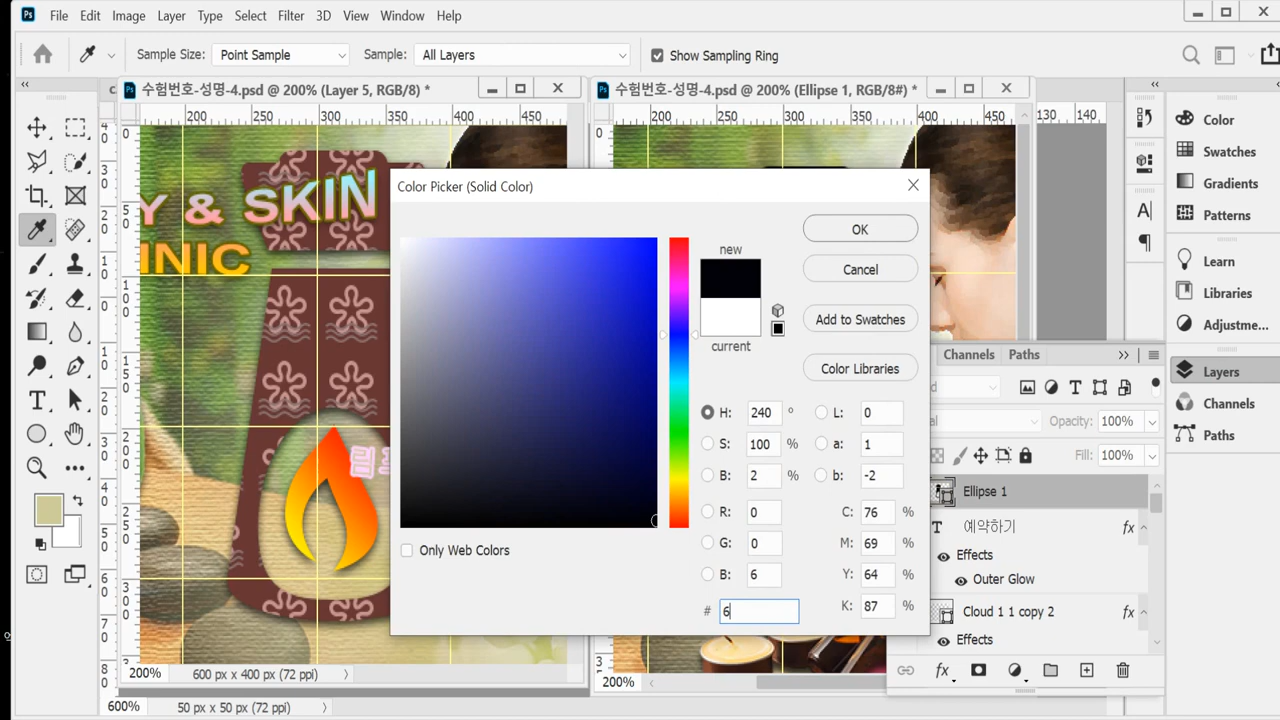 Ps File Edit Image Layer Type Select Filter 3D View Window Help
Sample Size: Point Sample Sample: All Layers Show Sampling Ring
Ps 수험번호-성명-4.psd @ 200% (Layer 5, RGB/8) *
Ps 수험번호-성명-4.psd @ 200% (Ellipse 1, RGB/8#) *
200 250 300 350 400 450
200 250 300 350 400 450
130 140
Y & SKIN
INIC
Color Picker (Solid Color)
new
current
OK
Cancel
Add to Swatches
Color Libraries
H: 240 °
S: 100 %
B: 2 %
R: 0
G: 0
B: 6
# 6
L: 0
a: 1
b: -2
C: 76 %
M: 69 %
Y: 64 %
K: 87 %
Only Web Colors
Color
Swatches
Gradients
Patterns
Learn
Libraries
Adjustme...
Layers
Channels
Paths
Channels Paths
Opacity: 100%
Fill: 100%
Ellipse 1
T 예약하기 fx
Effects
Outer Glow
Cloud 1 1 copy 2 fx
Effects
fx
200% 600 px x 400 px (72 ppi)
200%
600% 50 px x 50 px (72 ppi)